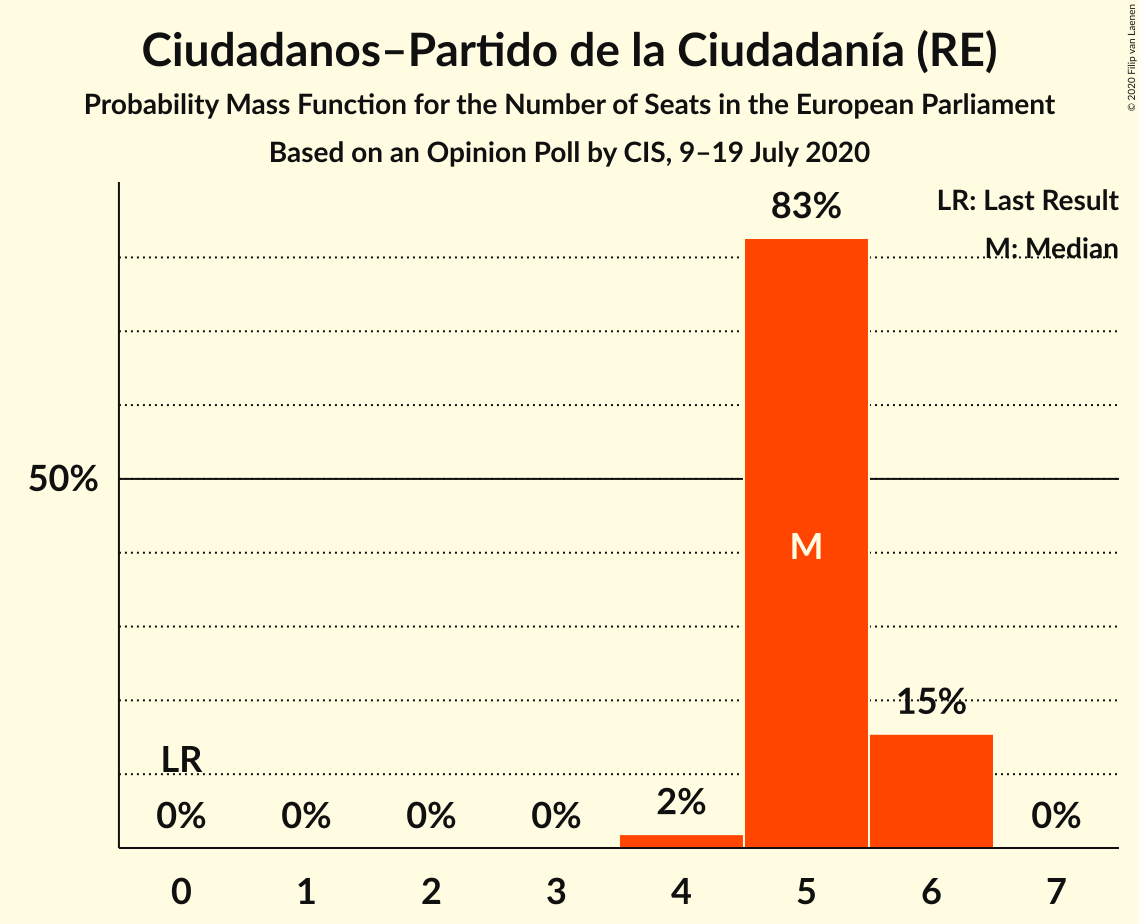 Ciudadanos–Partido de la Ciudadanía (RE)
Probability Mass Function for the Number of Seats in the European Parliament
Based on an Opinion Poll by CIS, 9–19 July 2020
© 2020 Filip van Laenen
LR: Last Result
M: Median
83%
50%
M
15%
LR
2%
0% 0% 0% 0% 0%
0 1 2 3 4 5 6 7